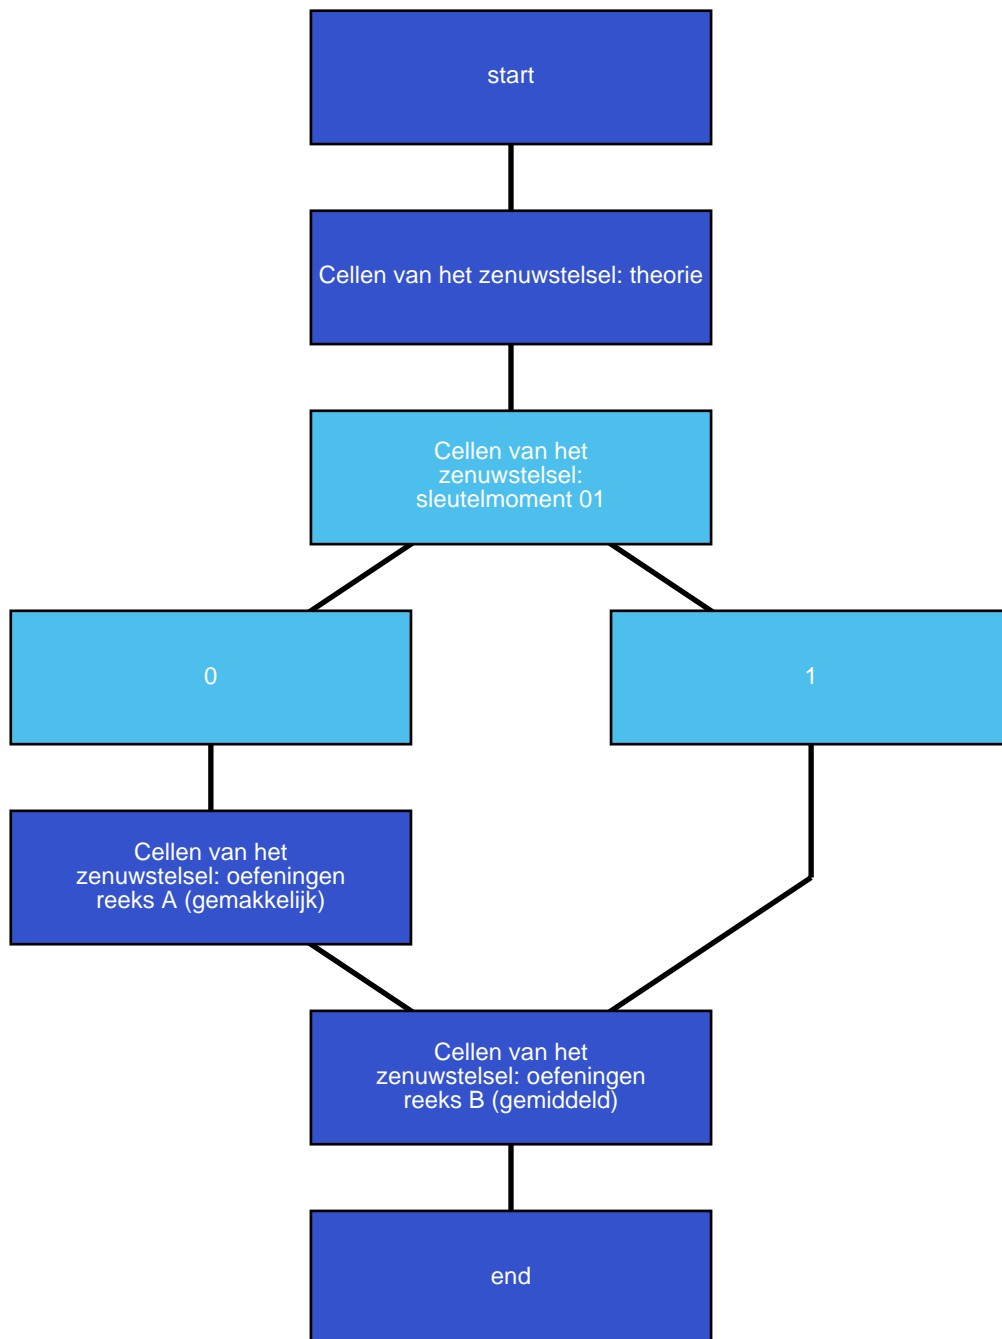 start
Cellen van het zenuwstelsel: theorie
Cellen van het
zenuwstelsel:
sleutelmoment 01
0
1
Cellen van het
zenuwstelsel: oefeningen
reeks A (gemakkelijk)
Cellen van het
zenuwstelsel: oefeningen
reeks B (gemiddeld)
end